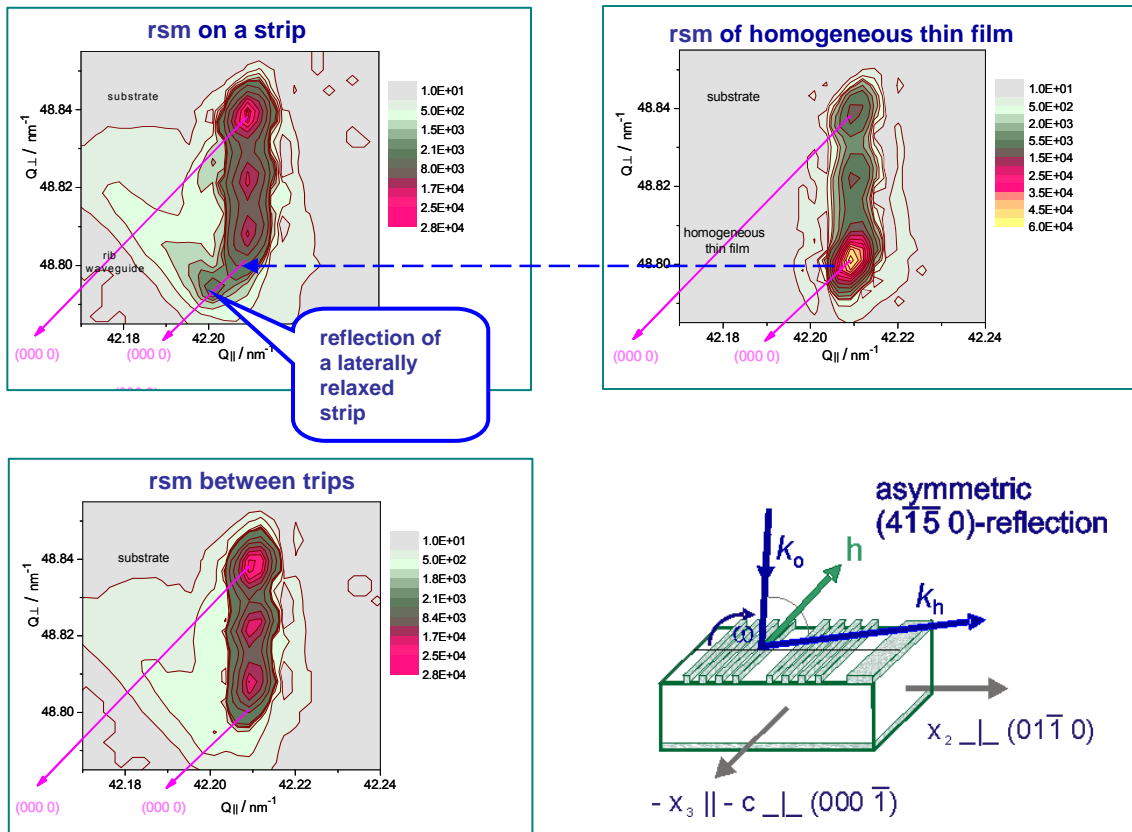 rsm on a strip
substrate
rib
waveguide
48.84
48.82
48.80
Q⊥ / nm⁻¹
42.18
42.20
Q|| / nm⁻¹
(000 0)
(000 0)
1.0E+01
5.0E+02
1.5E+03
2.1E+03
8.0E+03
1.7E+04
2.5E+04
2.8E+04
reflection of
a laterally
relaxed
strip
rsm of homogeneous thin film
substrate
homogeneous
thin film
48.84
48.82
48.80
Q⊥ / nm⁻¹
42.18
42.20
42.22
42.24
Q|| / nm⁻¹
(000 0)
(000 0)
1.0E+01
5.0E+02
2.0E+03
5.5E+03
1.5E+04
2.5E+04
3.5E+04
4.5E+04
6.0E+04
rsm between trips
substrate
48.84
48.82
48.80
Q⊥ / nm⁻¹
42.18
42.20
42.22
42.24
Q|| / nm⁻¹
(000 0)
(000 0)
1.0E+01
5.0E+02
1.8E+03
2.1E+03
8.4E+03
1.7E+04
2.5E+04
2.8E+04
asymmetric
(41̅5̅ 0)-reflection
k₀
h
kₕ
ω
x₂ _|_ (011̅ 0)
- x₃ || - c _|_ (000 1̅)